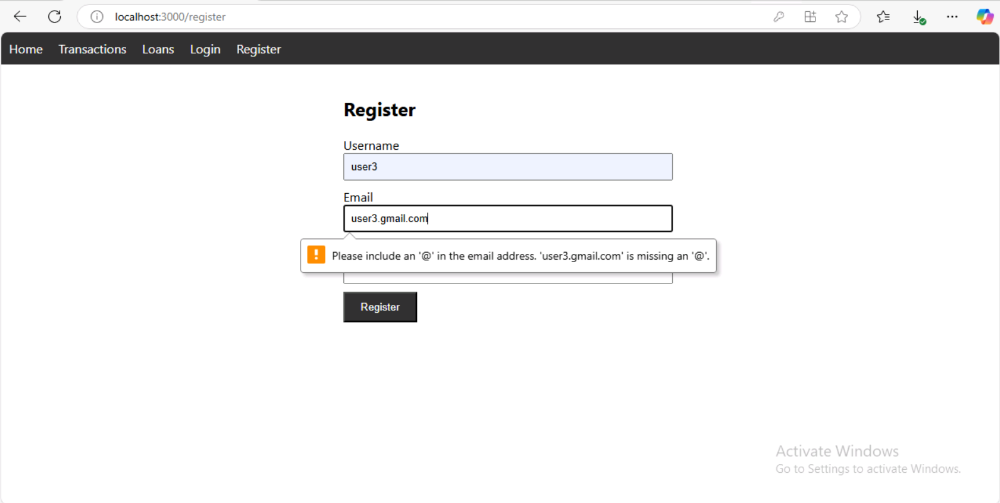 localhost:3000/register
Home Transactions Loans Login Register
Register
Username
user3
Email
user3.gmail.com
! Please include an '@' in the email address. 'user3.gmail.com' is missing an '@'.
Register
Activate Windows
Go to Settings to activate Windows.